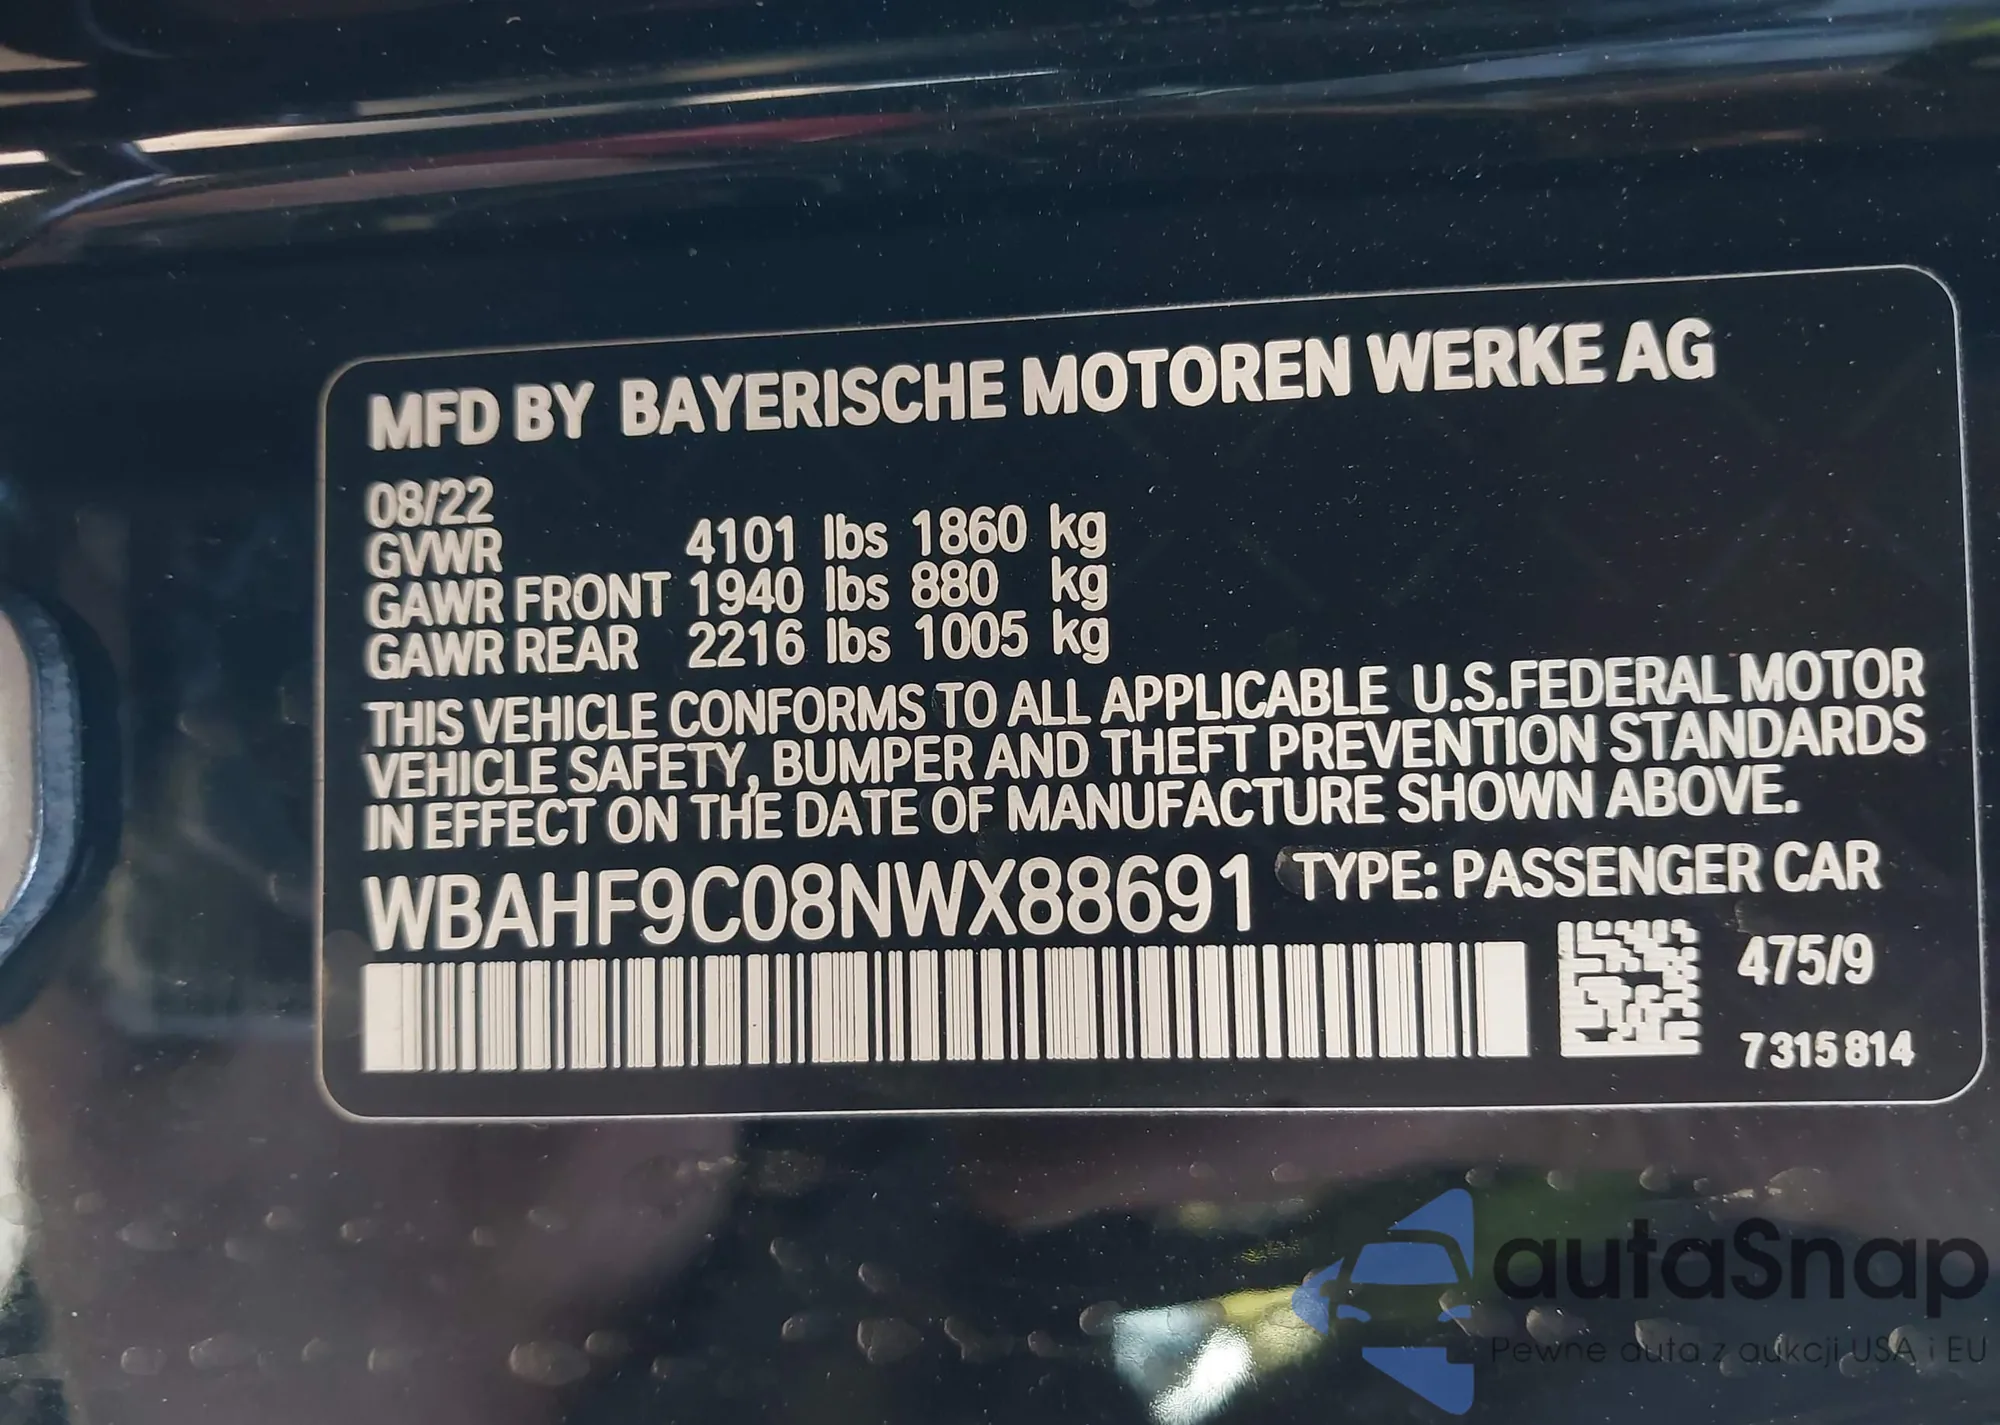 MFD BY BAYERISCHE MOTOREN WERKE AG
08/22
GVWR 4101 lbs 1860 kg
GAWR FRONT 1940 lbs 880 kg
GAWR REAR 2216 lbs 1005 kg
THIS VEHICLE CONFORMS TO ALL APPLICABLE U.S.FEDERAL MOTOR
VEHICLE SAFETY, BUMPER AND THEFT PREVENTION STANDARDS
IN EFFECT ON THE DATE OF MANUFACTURE SHOWN ABOVE.
WBAHF9C08NWX88691 TYPE: PASSENGER CAR
475/9
7 315 814
autaSnap
Pewne auta z aukcji USA i EU